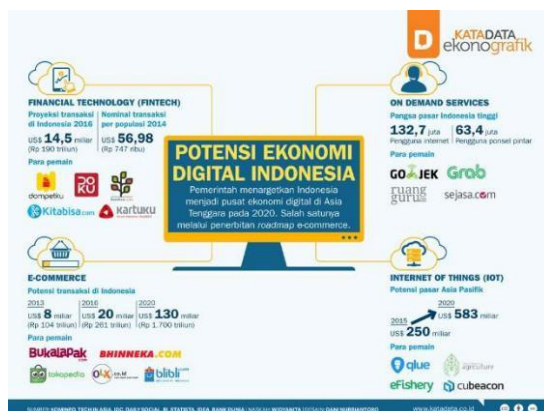 KATADATA
ekonografik
FINANCIAL TECHNOLOGY (FINTECH)
Proyeksi transaksi
di Indonesia 2016
US$ 14,5 miliar
(Rp 190 triliun)
Nominal transaksi
per populasi 2014
US$ 56,98
(Rp 747 ribu)
Para pemain
dompetku
DOKU
Kitabisa.com
kartuku
ON DEMAND SERVICES
Pangsa pasar Indonesia tinggi
132,7 juta
Pengguna internet
63,4 juta
Pengguna ponsel pintar
Para pemain
GO-JEK
Grab
ruang
guru
sejasa.com
POTENSI EKONOMI
DIGITAL INDONESIA
Pemerintah menargetkan Indonesia
menjadi pusat ekonomi digital di Asia
Tenggara pada 2020. Salah satunya
melalui penerbitan roadmap e-commerce.
E-COMMERCE
Potensi transaksi di Indonesia
2013
US$ 8 miliar
(Rp 104 triliun)
2016
US$ 20 miliar
(Rp 261 triliun)
2020
US$ 130 miliar
(Rp 1.700 triliun)
Para pemain
BukaLapak
BHINNEKA.COM
tokopedia
OLX.co.id
blibli
INTERNET OF THINGS (IOT)
Potensi pasar Asia Pasifik
2015
US$ 250
miliar
2020
US$ 583 miliar
Para pemain
qlue
agriculture
eFishery
cubeacon
www.katadata.co.id